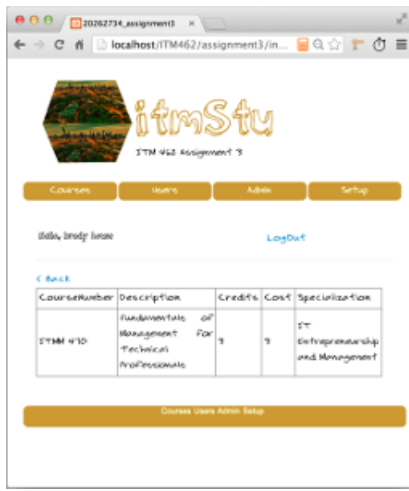 20262734_assignment3
localhost/ITM462/assignment3/in...
itmStu
ITM 462 Assignment 3
Courses Users Admin Setup
Hello, brody howe
LogOut
< Back
CourseNumber Description Credits Cost Specialization
ITMM 470 Fundamentals of Management for Technical Professionals 3 3 IT Entrepreneurship and Management
Courses Users Admin Setup